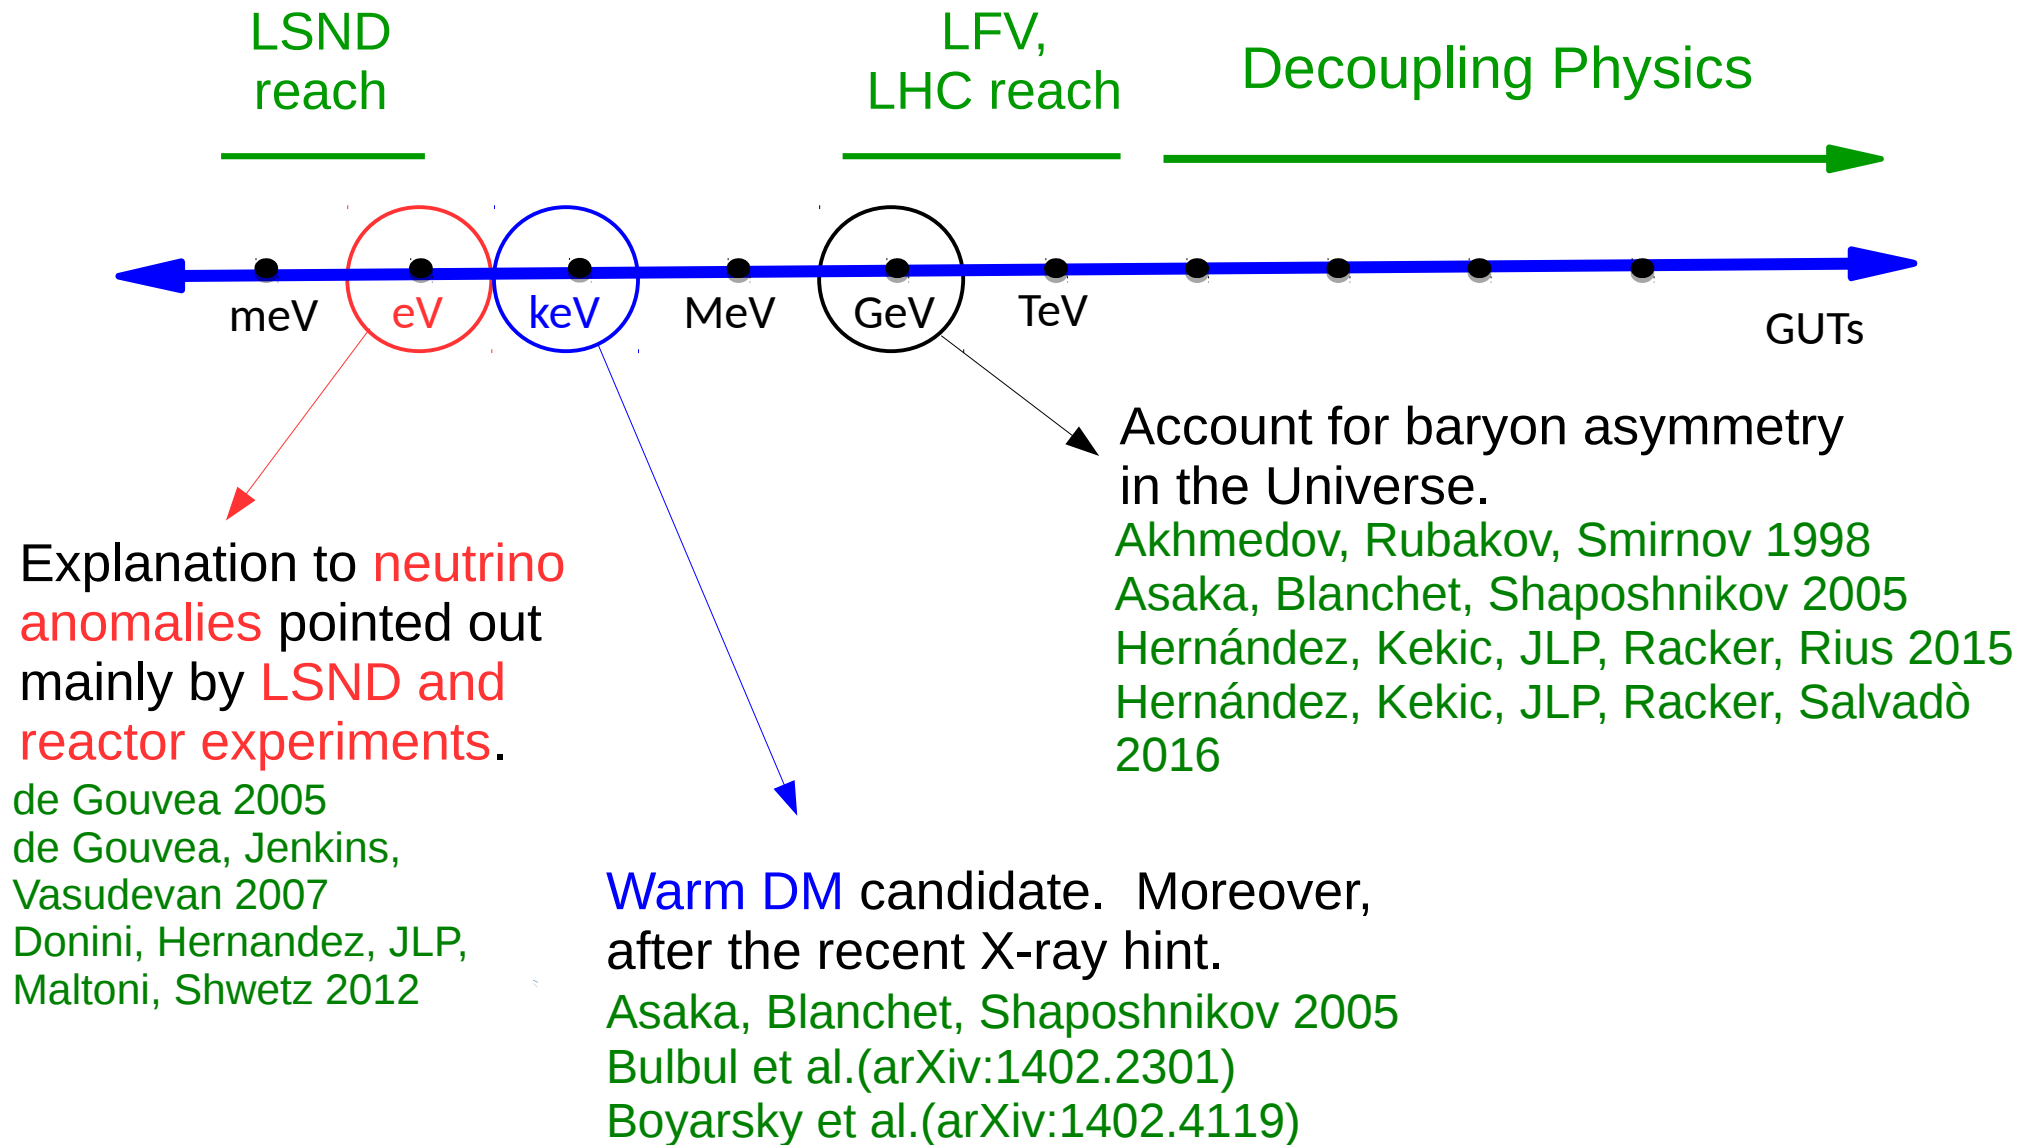 LSND
reach
LFV,
LHC reach
Decoupling Physics
meV
eV
keV
MeV
GeV
TeV
GUTs
Account for baryon asymmetry
in the Universe.
Akhmedov, Rubakov, Smirnov 1998
Asaka, Blanchet, Shaposhnikov 2005
Hernández, Kekic, JLP, Racker, Rius 2015
Hernández, Kekic, JLP, Racker, Salvadò
2016
Explanation to neutrino
anomalies pointed out
mainly by LSND and
reactor experiments.
de Gouvea 2005
de Gouvea, Jenkins,
Vasudevan 2007
Donini, Hernandez, JLP,
Maltoni, Shwetz 2012
Warm DM candidate.  Moreover,
after the recent X-ray hint.
Asaka, Blanchet, Shaposhnikov 2005
Bulbul et al.(arXiv:1402.2301)
Boyarsky et al.(arXiv:1402.4119)